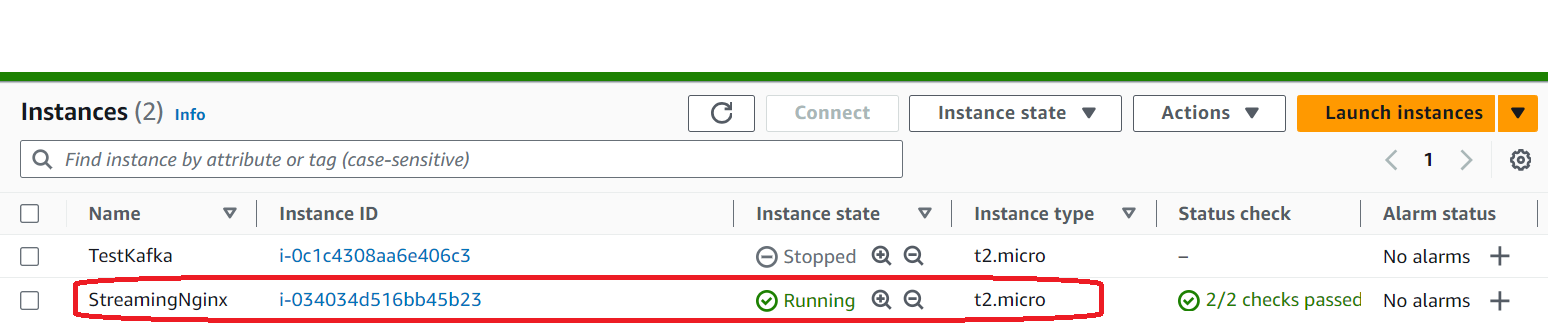 Instances (2) Info Connect Instance state Actions Launch instances
Find instance by attribute or tag (case-sensitive) 1
Name Instance ID Instance state Instance type Status check Alarm status
TestKafka i-0c1c4308aa6e406c3 Stopped t2.micro – No alarms
StreamingNginx i-034034d516bb45b23 Running t2.micro 2/2 checks passed No alarms